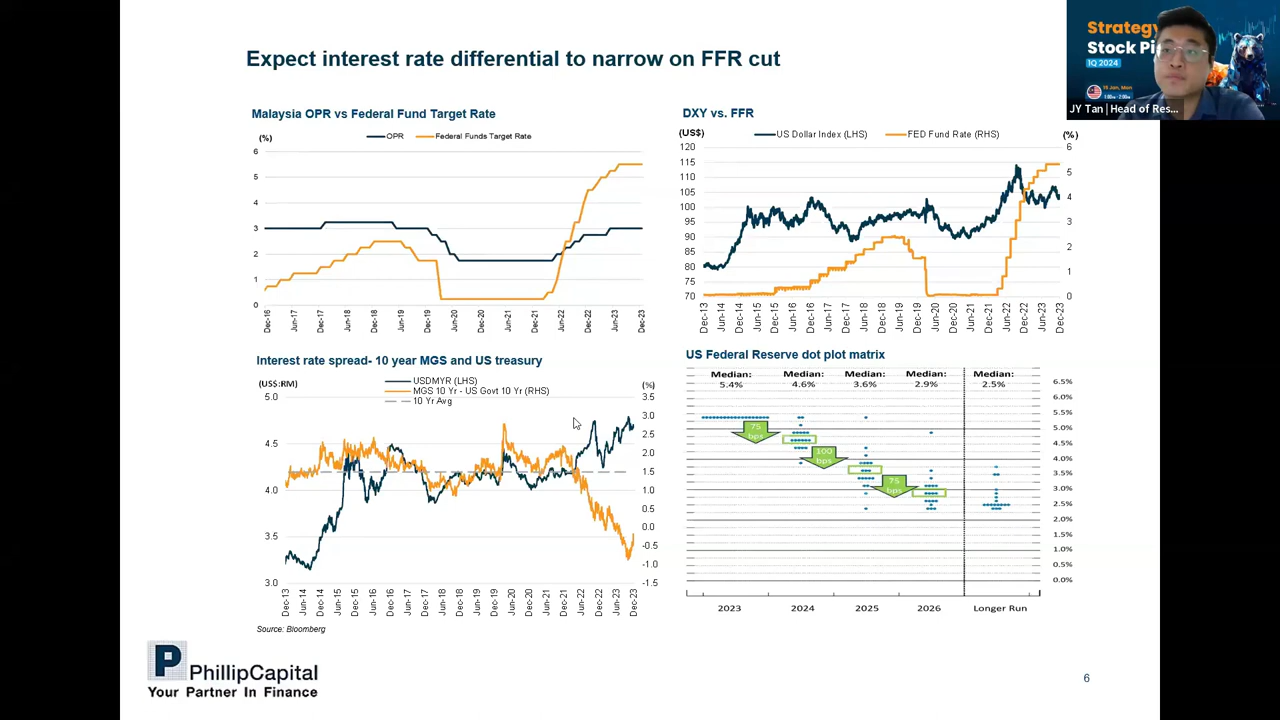 Expect interest rate differential to narrow on FFR cut
Strategy
Stock Pi
1Q 2024
15 Jan, Mon
JY Tan | Head of Res...
Malaysia OPR vs Federal Fund Target Rate
(%)
OPR
Federal Funds Target Rate
6
5
4
3
2
1
0
Dec-16
Jun-17
Dec-17
Jun-18
Dec-18
Jun-19
Dec-19
Jun-20
Dec-20
Jun-21
Dec-21
Jun-22
Dec-22
Jun-23
Dec-23
DXY vs. FFR
(US$)
US Dollar Index (LHS)
FED Fund Rate (RHS)
(%)
120
115
110
105
100
95
90
85
80
75
70
6
5
4
3
2
1
0
Dec-13
Jun-14
Dec-14
Jun-15
Dec-15
Jun-16
Dec-16
Jun-17
Dec-17
Jun-18
Dec-18
Jun-19
Dec-19
Jun-20
Dec-20
Jun-21
Dec-21
Jun-22
Dec-22
Jun-23
Dec-23
Interest rate spread- 10 year MGS and US treasury
(US$:RM)
USDMYR (LHS)
MGS 10 Yr - US Govt 10 Yr (RHS)
10 Yr Avg
(%)
5.0
4.5
4.0
3.5
3.0
3.5
3.0
2.5
2.0
1.5
1.0
0.5
0.0
-0.5
-1.0
-1.5
Dec-13
Jun-14
Dec-14
Jun-15
Dec-15
Jun-16
Dec-16
Jun-17
Dec-17
Jun-18
Dec-18
Jun-19
Dec-19
Jun-20
Dec-20
Jun-21
Dec-21
Jun-22
Dec-22
Jun-23
Dec-23
Source: Bloomberg
US Federal Reserve dot plot matrix
Median: Median: Median: Median: Median:
5.4% 4.6% 3.6% 2.9% 2.5%
75
bps
100
bps
75
bps
6.5%
6.0%
5.5%
5.0%
4.5%
4.0%
3.5%
3.0%
2.5%
2.0%
1.5%
1.0%
0.5%
0.0%
2023 2024 2025 2026 Longer Run
P PhillipCapital
Your Partner In Finance
6